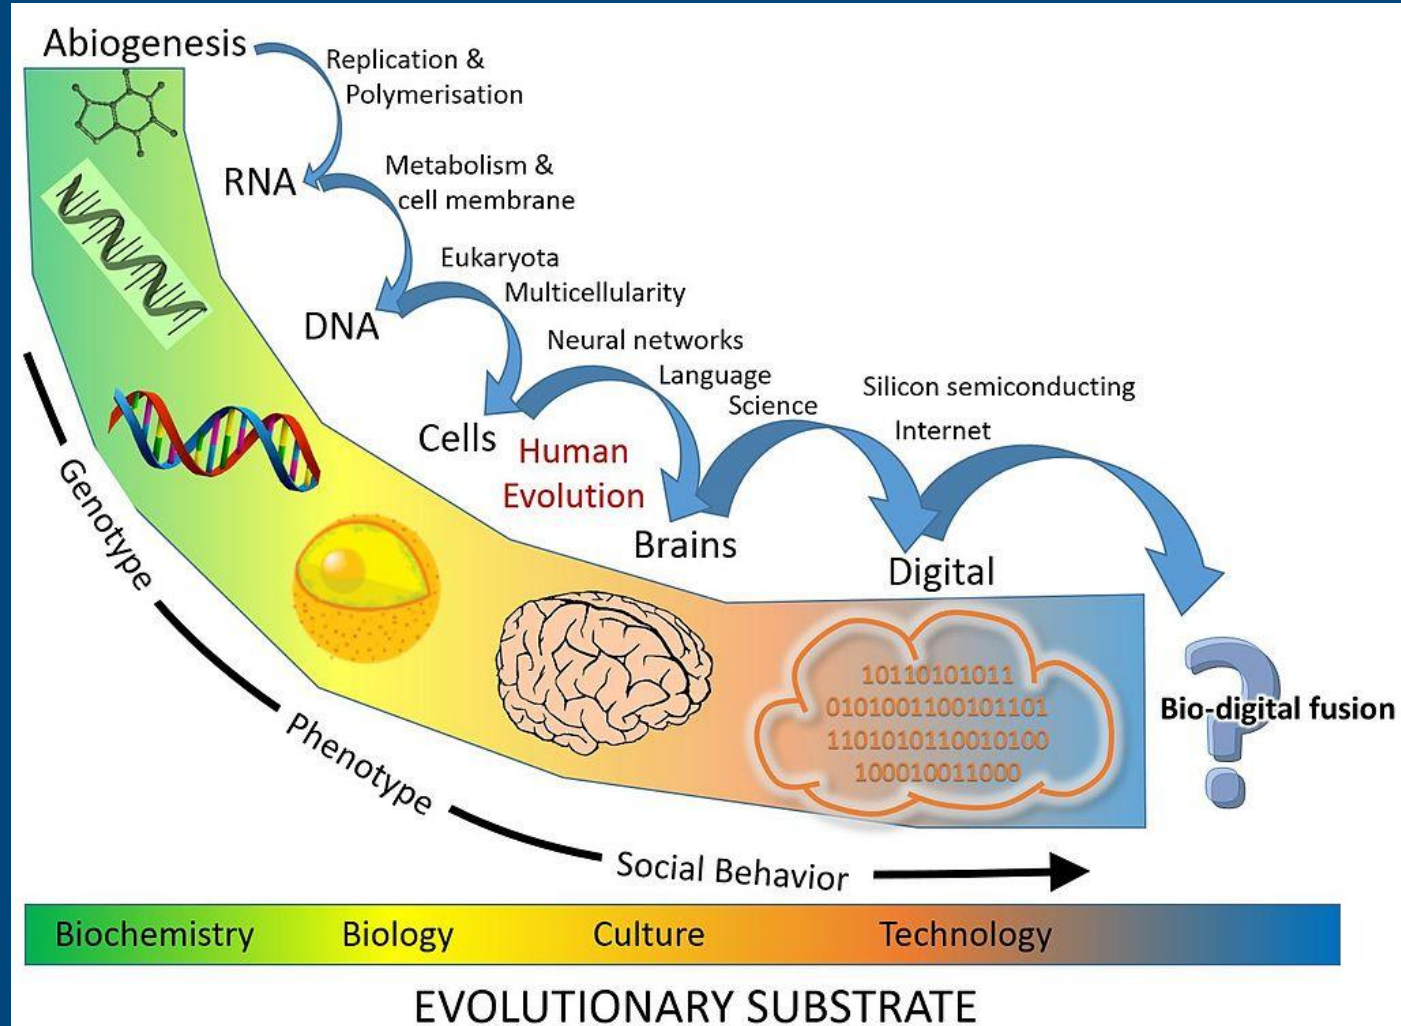 Abiogenesis
Replication &
Polymerisation
RNA
Metabolism &
cell membrane
Eukaryota
Multicellularity
DNA
Neural networks
Language
Science
Silicon semiconducting
Internet
Cells
Human
Evolution
Brains
Digital
10110101011
0101001100101101
1101010110010100
100010011000
Bio-digital fusion
?
Genotype
Phenotype
Social Behavior
Biochemistry
Biology
Culture
Technology
EVOLUTIONARY SUBSTRATE